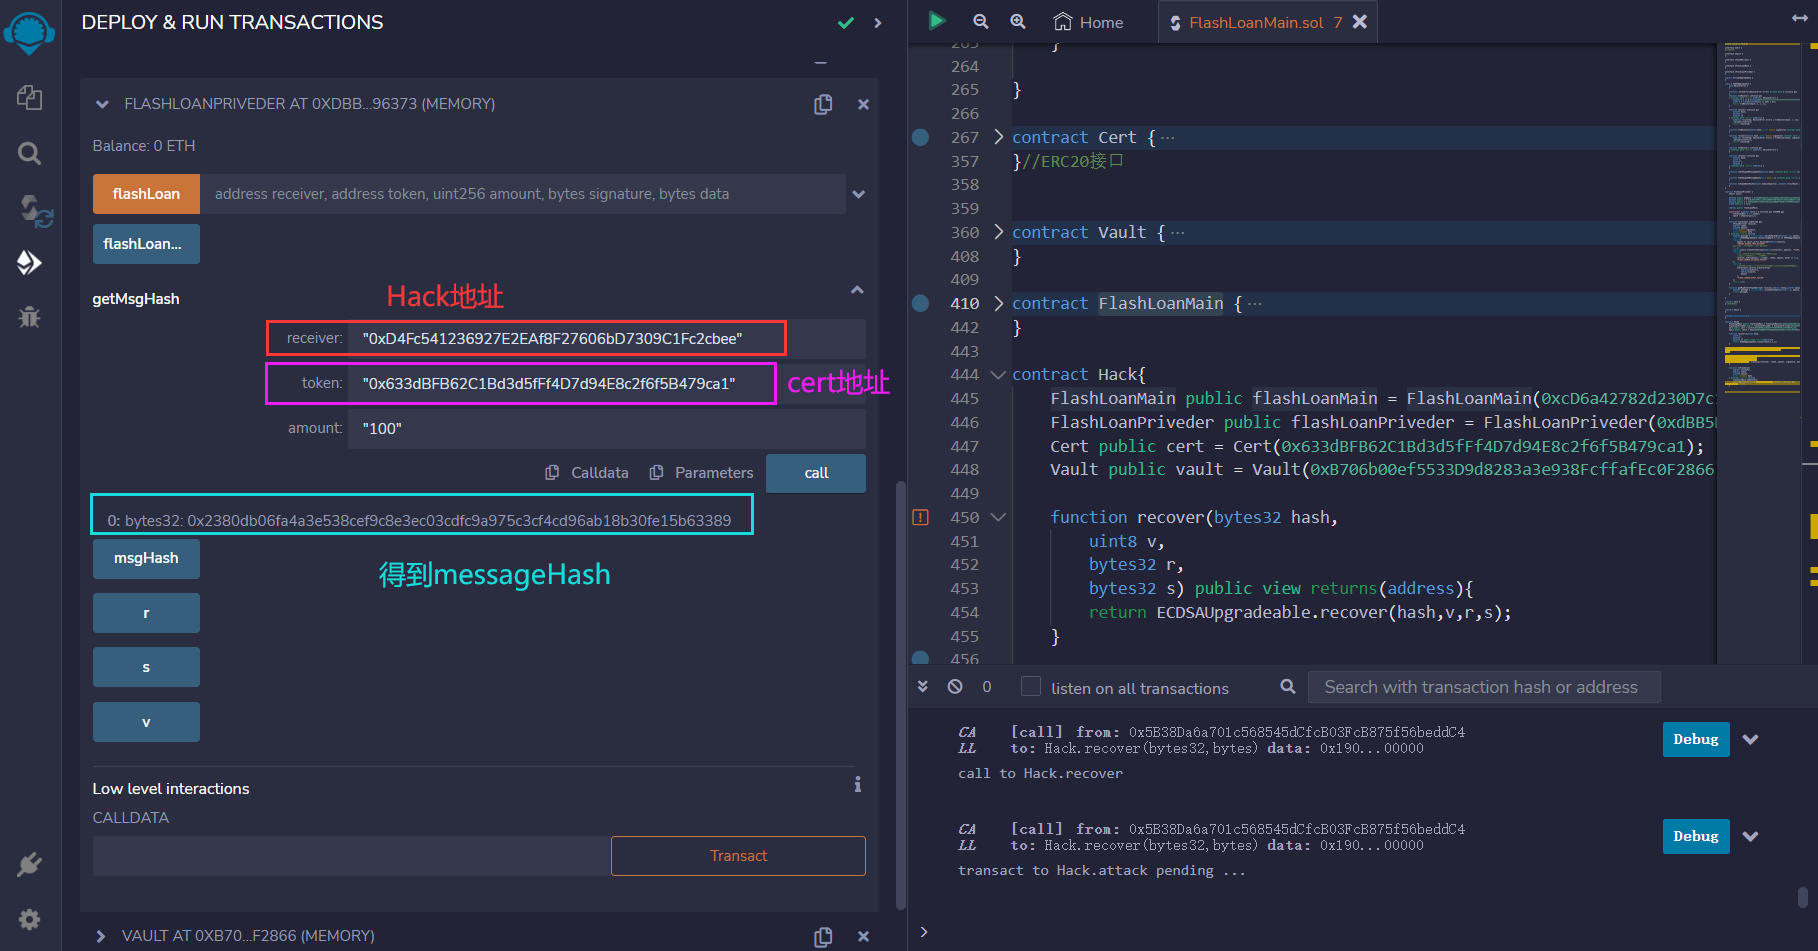 DEPLOY & RUN TRANSACTIONS
FLASHLOANPRIVEDER AT 0XDBB...96373 (MEMORY)
Balance: 0 ETH
flashLoan
address receiver, address token, uint256 amount, bytes signature, bytes data
flashLoan...
getMsgHash
Hack地址
receiver: "0xD4Fc541236927E2EAf8F27606bD7309C1Fc2cbee"
token: "0x633dBFB62C1Bd3d5fFf4D7d94E8c2f6f5B479ca1"
cert地址
amount: "100"
Calldata Parameters call
0: bytes32: 0x2380db06fa4a3e538cef9c8e3ec03cdfc9a975c3cf4cd96ab18b30fe15b63389
得到messageHash
msgHash
r
s
v
Low level interactions
i
CALLDATA
Transact
VAULT AT 0XB70...F2866 (MEMORY)
Home
FlashLoanMain.sol 7
263 }
264
265 }
266
267 contract Cert { ...
357 }//ERC20接口
358
359
360 contract Vault { ...
408 }
409
410 contract FlashLoanMain { ...
442 }
443
444 contract Hack{
445 FlashLoanMain public flashLoanMain = FlashLoanMain(0xcD6a42782d230D7c
446 FlashLoanPriveder public flashLoanPriveder = FlashLoanPriveder(0xdBB5
447 Cert public cert = Cert(0x633dBFB62C1Bd3d5fFf4D7d94E8c2f6f5B479ca1);
448 Vault public vault = Vault(0xB706b00ef5533D9d8283a3e938FcffafEc0F2866
449
450 function recover(bytes32 hash,
451 uint8 v,
452 bytes32 r,
453 bytes32 s) public view returns(address){
454 return ECDSAUpgradeable.recover(hash,v,r,s);
455 }
456
0 listen on all transactions
Search with transaction hash or address
CALL [call] from: 0x5B38Da6a701c568545dCfcB03FcB875f56beddC4
to: Hack.recover(bytes32,bytes) data: 0x190...00000
Debug
call to Hack.recover
CALL [call] from: 0x5B38Da6a701c568545dCfcB03FcB875f56beddC4
to: Hack.recover(bytes32,bytes) data: 0x190...00000
Debug
transact to Hack.attack pending ...
>